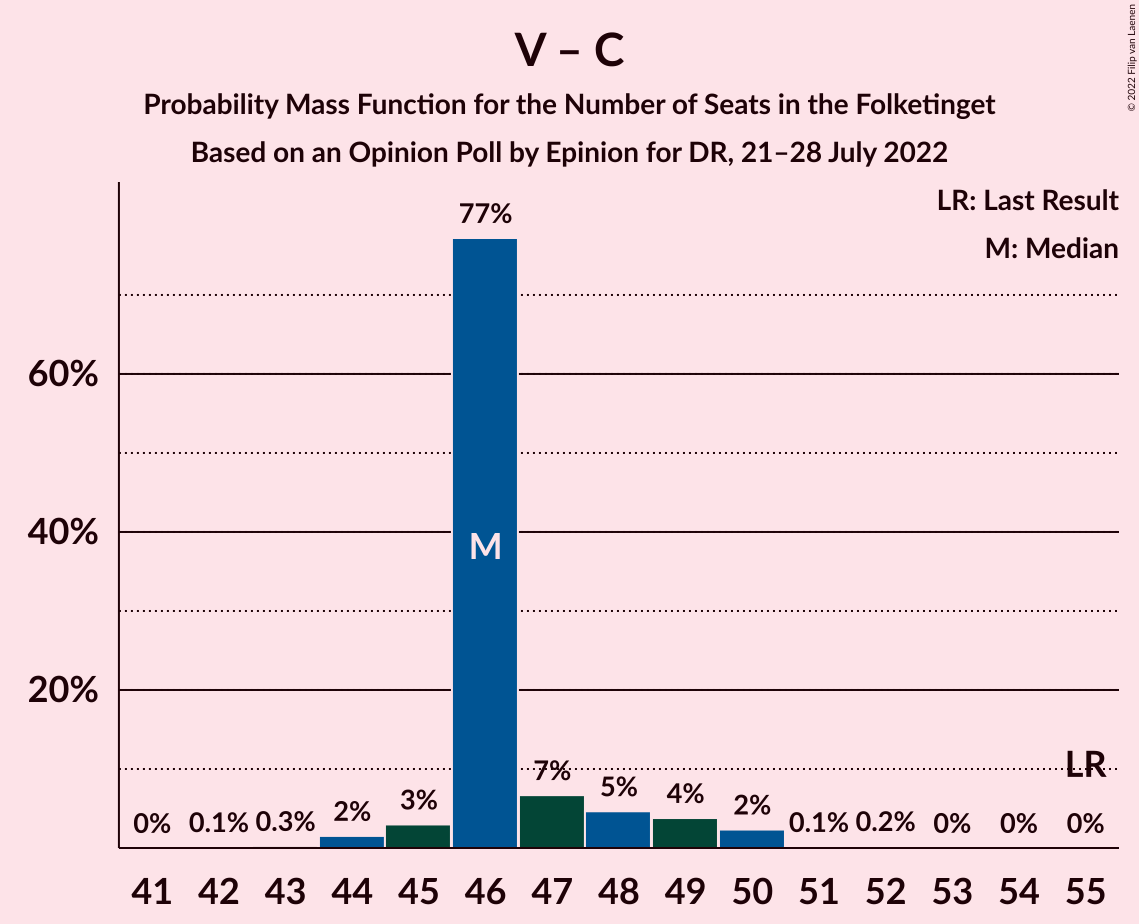 V – C
Probability Mass Function for the Number of Seats in the Folketinget
Based on an Opinion Poll by Epinion for DR, 21–28 July 2022
© 2022 Filip van Laenen
LR: Last Result
M: Median
77%
60%
40%
M
20%
LR
7%
5%
4%
3%
2%
2%
0% 0.1% 0.3% 0.1% 0.2% 0% 0% 0%
41 42 43 44 45 46 47 48 49 50 51 52 53 54 55